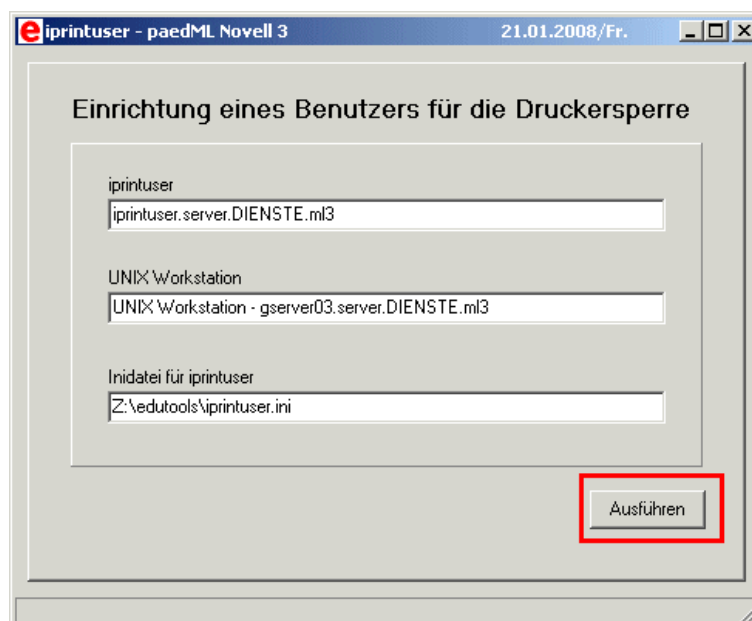 e iprintuser - paedML Novell 3 21.01.2008/Fr.
Einrichtung eines Benutzers für die Druckersperre
iprintuser
iprintuser.server.DIENSTE.ml3
UNIX Workstation
UNIX Workstation - gserver03.server.DIENSTE.ml3
Inidatei für iprintuser
Z:\edutools\iprintuser.ini
Ausführen